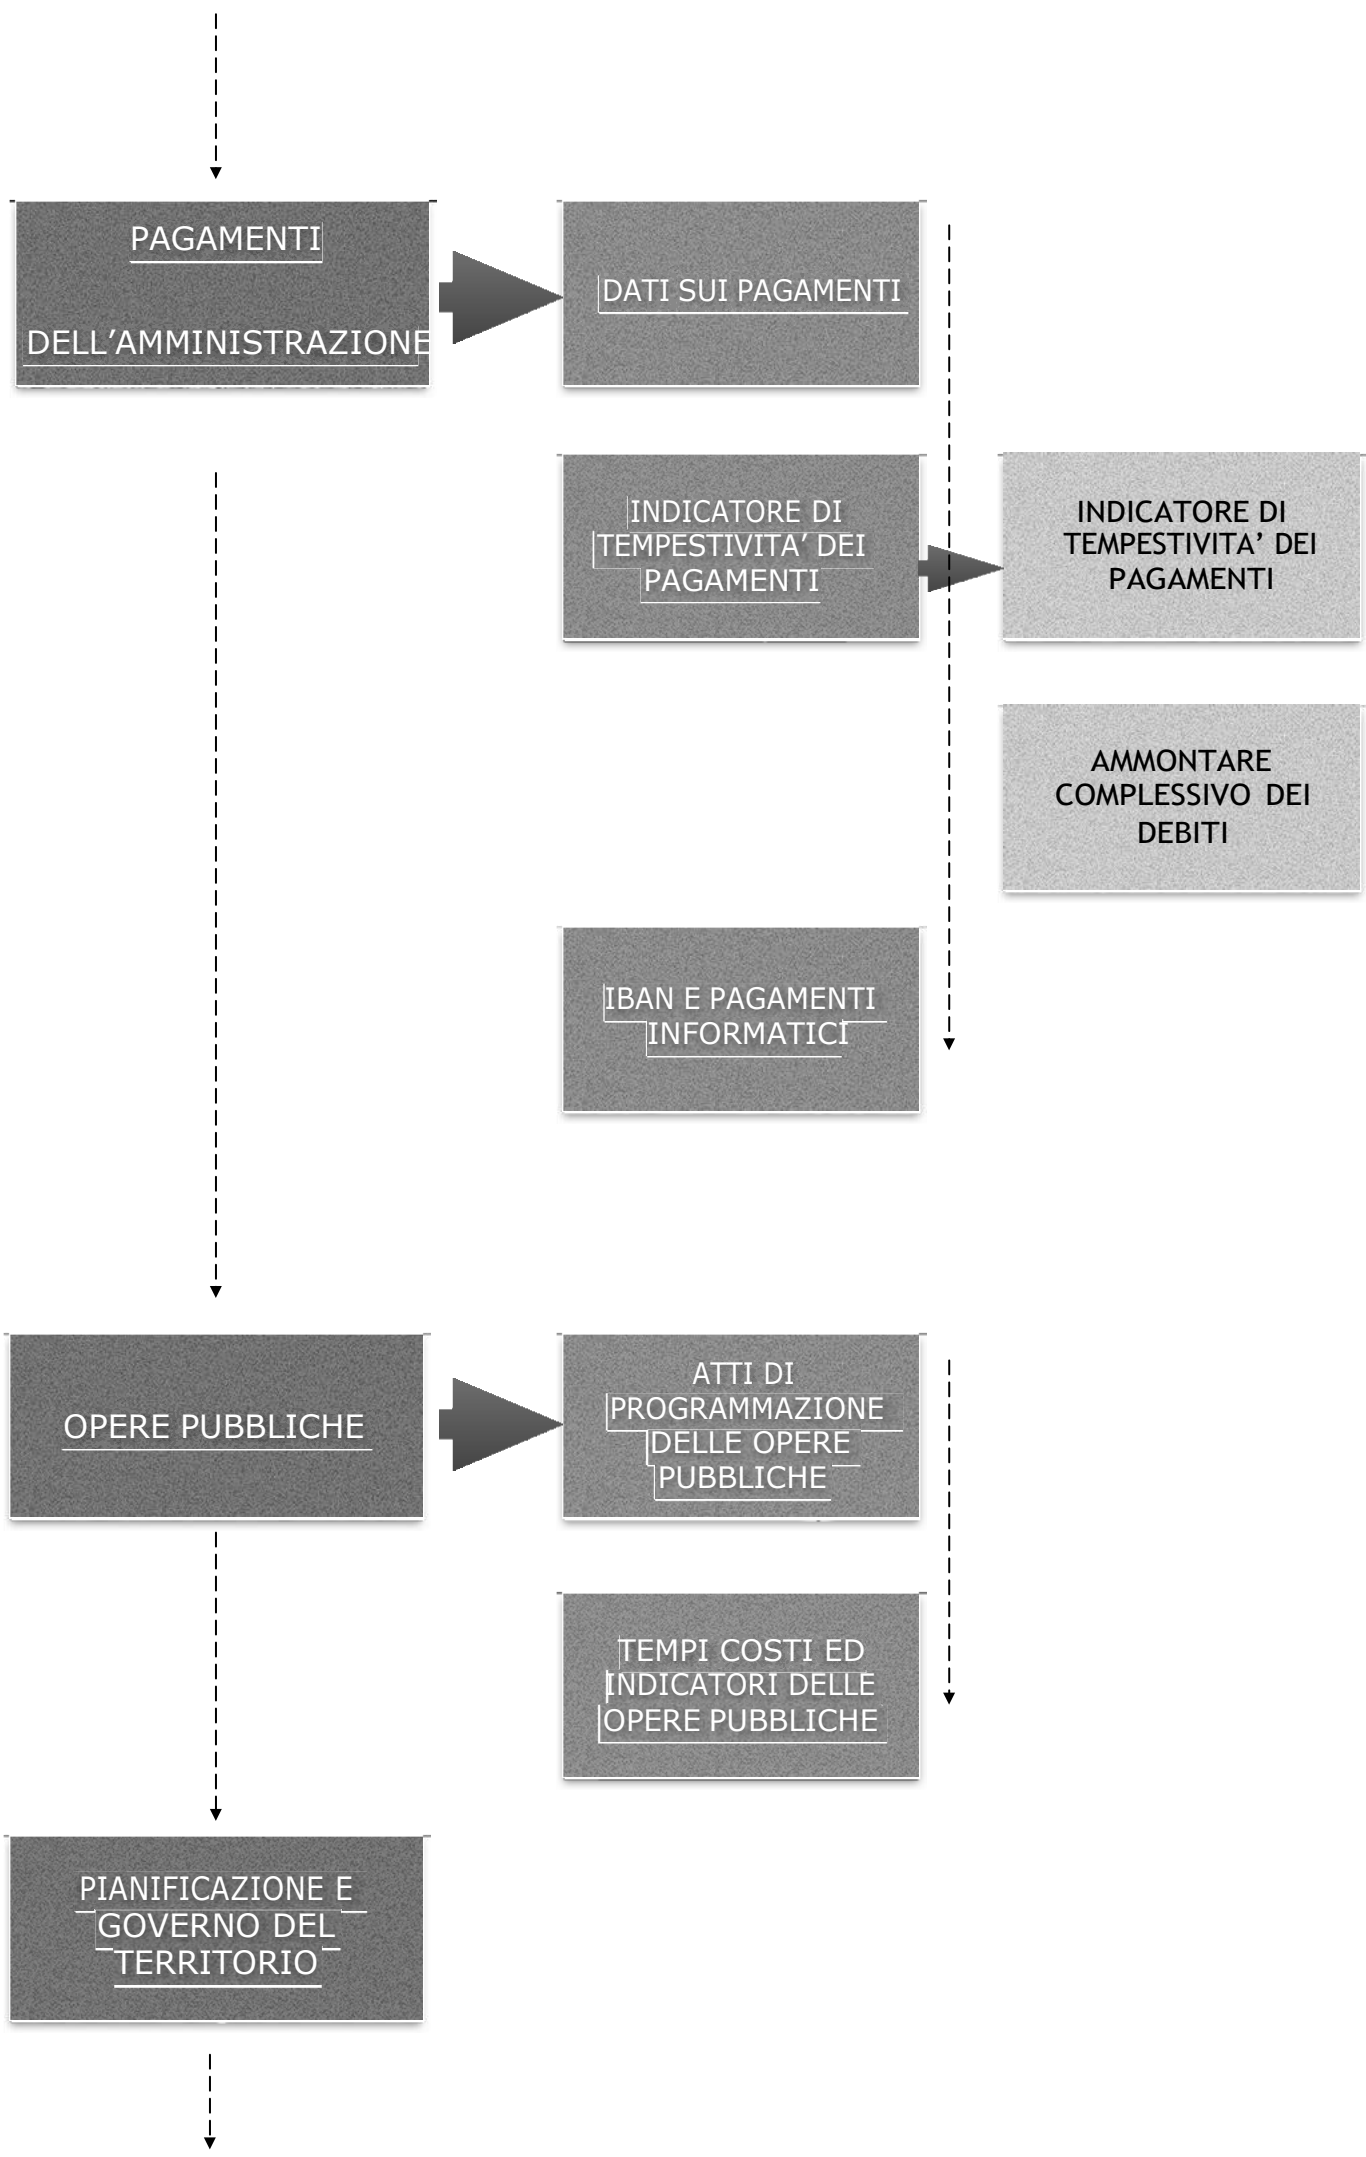 PAGAMENTI
DELL’AMMINISTRAZIONE
DATI SUI PAGAMENTI
INDICATORE DI
TEMPESTIVITA’ DEI
PAGAMENTI
INDICATORE DI
TEMPESTIVITA’ DEI
PAGAMENTI
AMMONTARE
COMPLESSIVO DEI
DEBITI
IBAN E PAGAMENTI
INFORMATICI
OPERE PUBBLICHE
ATTI DI
PROGRAMMAZIONE
DELLE OPERE
PUBBLICHE
TEMPI COSTI ED
INDICATORI DELLE
OPERE PUBBLICHE
PIANIFICAZIONE E
GOVERNO DEL
TERRITORIO